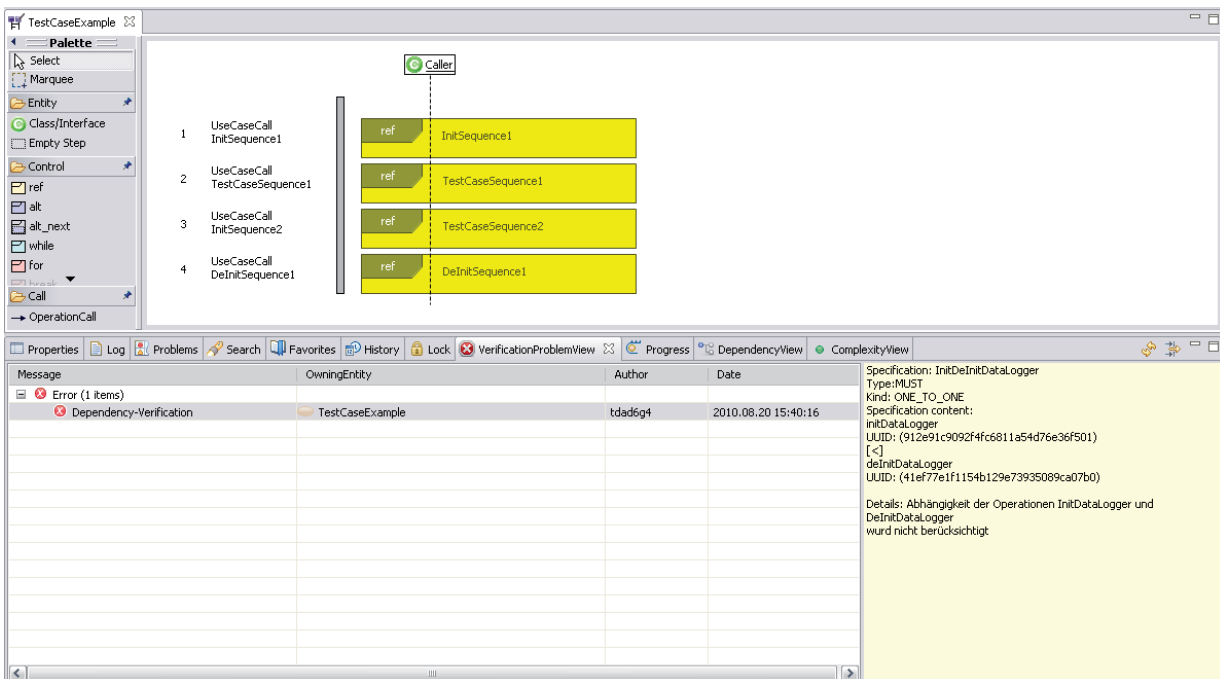 TestCaseExample
Palette
Select
Marquee
Entity
Class/Interface
Empty Step
Control
ref
alt
alt_next
while
for
break
Call
OperationCall
Caller
1
UseCaseCall
InitSequence1
ref
InitSequence1
2
UseCaseCall
TestCaseSequence1
ref
TestCaseSequence1
3
UseCaseCall
InitSequence2
ref
TestCaseSequence2
4
UseCaseCall
DeInitSequence1
ref
DeInitSequence1
Properties Log Problems Search Favorites History Lock VerificationProblemView Progress DependencyView ComplexityView
Message OwningEntity Author Date
Error (1 items)
Dependency-Verification TestCaseExample tdad6g4 2010.08.20 15:40:16
Specification: InitDeInitDataLogger
Type:MUST
Kind: ONE_TO_ONE
Specification content:
initDataLogger
UUID: (912e91c9092f4fc6811a54d76e36f501)
[<]
deInitDataLogger
UUID: (41ef77e1f1154b129e73935089ca07b0)
Details: Abhängigkeit der Operationen InitDataLogger und
DeInitDataLogger
wurd nicht berücksichtigt